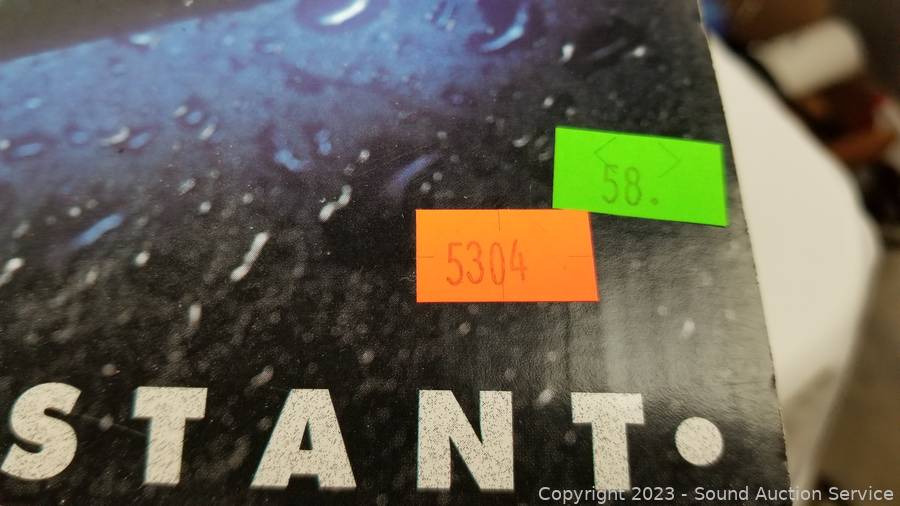 58.
5304
STANT•
Copyright 2023 - Sound Auction Service